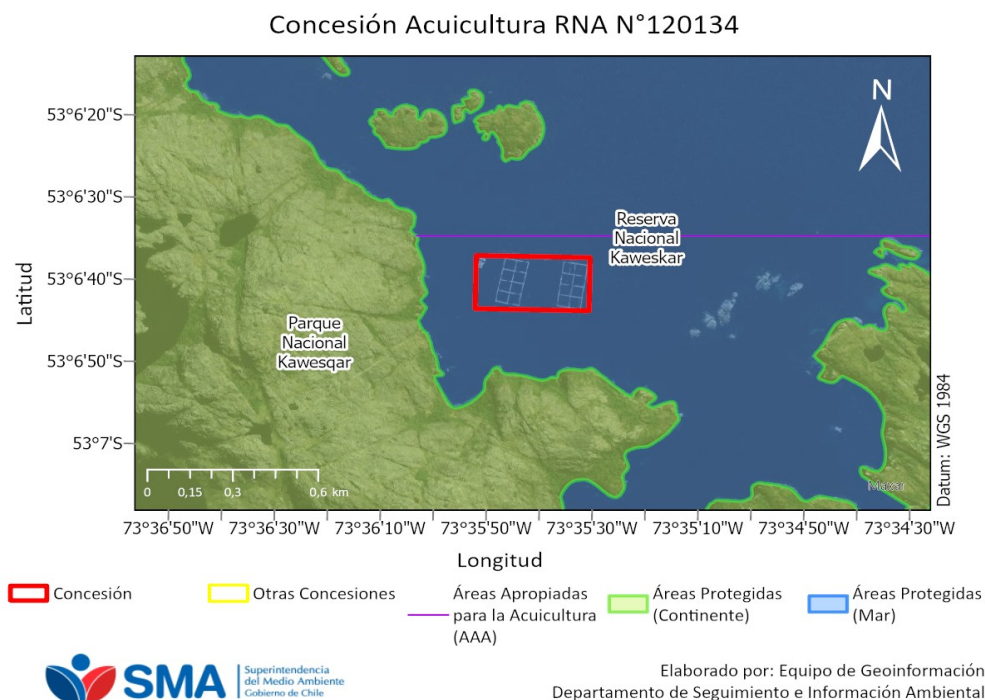 Concesión Acuicultura RNA N°120134
N
53°6'20"S
53°6'30"S
53°6'40"S
53°6'50"S
53°7'S
Latitud
Reserva
Nacional
Kaweskar
Parque
Nacional
Kawesqar
0 0,15 0,3 0,6 km
Maxar
Datum: WGS 1984
73°36'50"W 73°36'30"W 73°36'10"W 73°35'50"W 73°35'30"W 73°35'10"W 73°34'50"W 73°34'30"W
Longitud
Concesión
Otras Concesiones
Áreas Apropiadas
para la Acuicultura
(AAA)
Áreas Protegidas
(Continente)
Áreas Protegidas
(Mar)
SMA
Superintendencia
del Medio Ambiente
Gobierno de Chile
Elaborado por: Equipo de Geoinformación
Departamento de Seguimiento e Información Ambiental